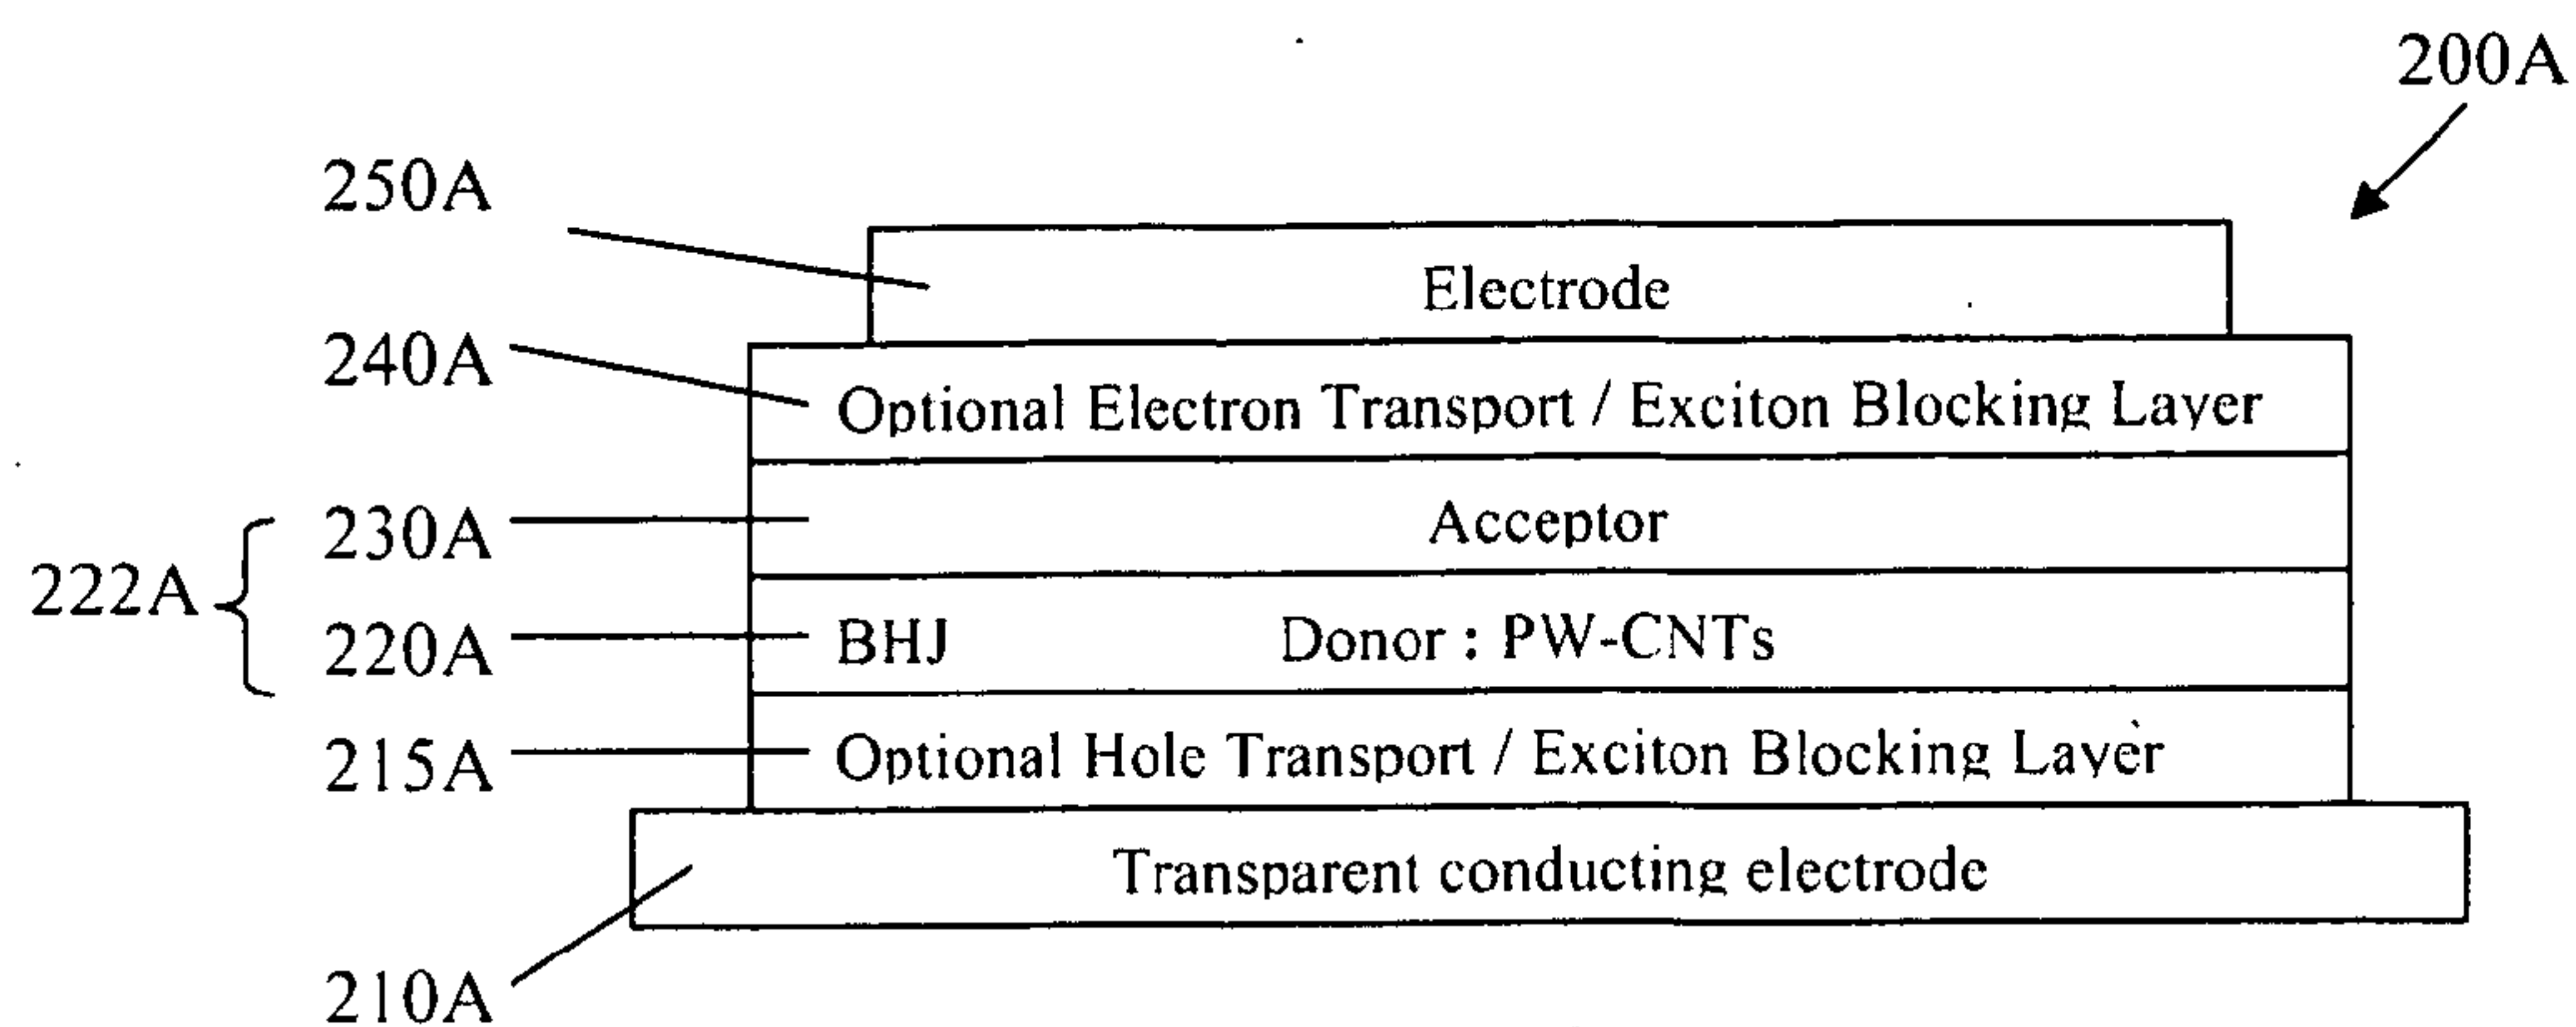 200A
250A
Electrode
240A
Optional Electron Transport / Exciton Blocking Layer
230A
Acceptor
222A
220A
BHJ Donor : PW-CNTs
215A
Optional Hole Transport / Exciton Blocking Layer
Transparent conducting electrode
210A